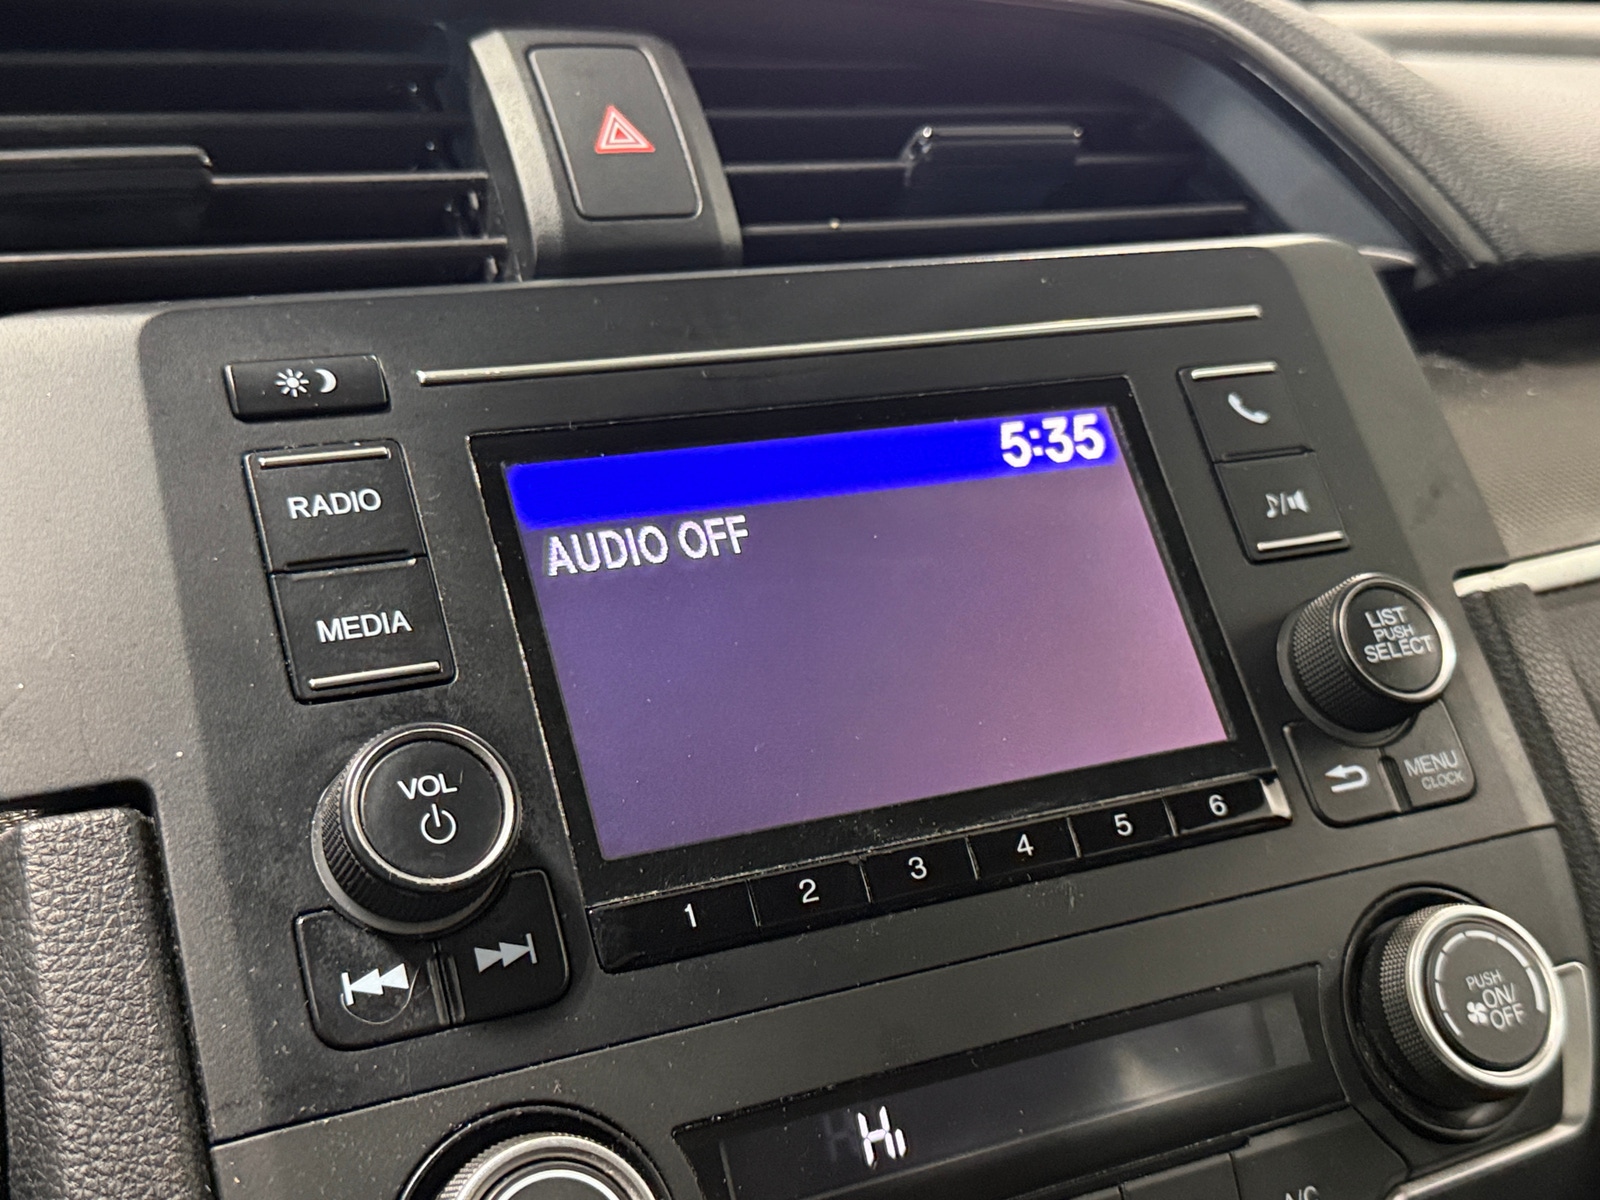 5:35
AUDIO OFF
RADIO
MEDIA
VOL
LIST
PUSH
SELECT
MENU
CLOCK
1 2 3 4 5 6
PUSH
ON/
OFF
Hi
A/C